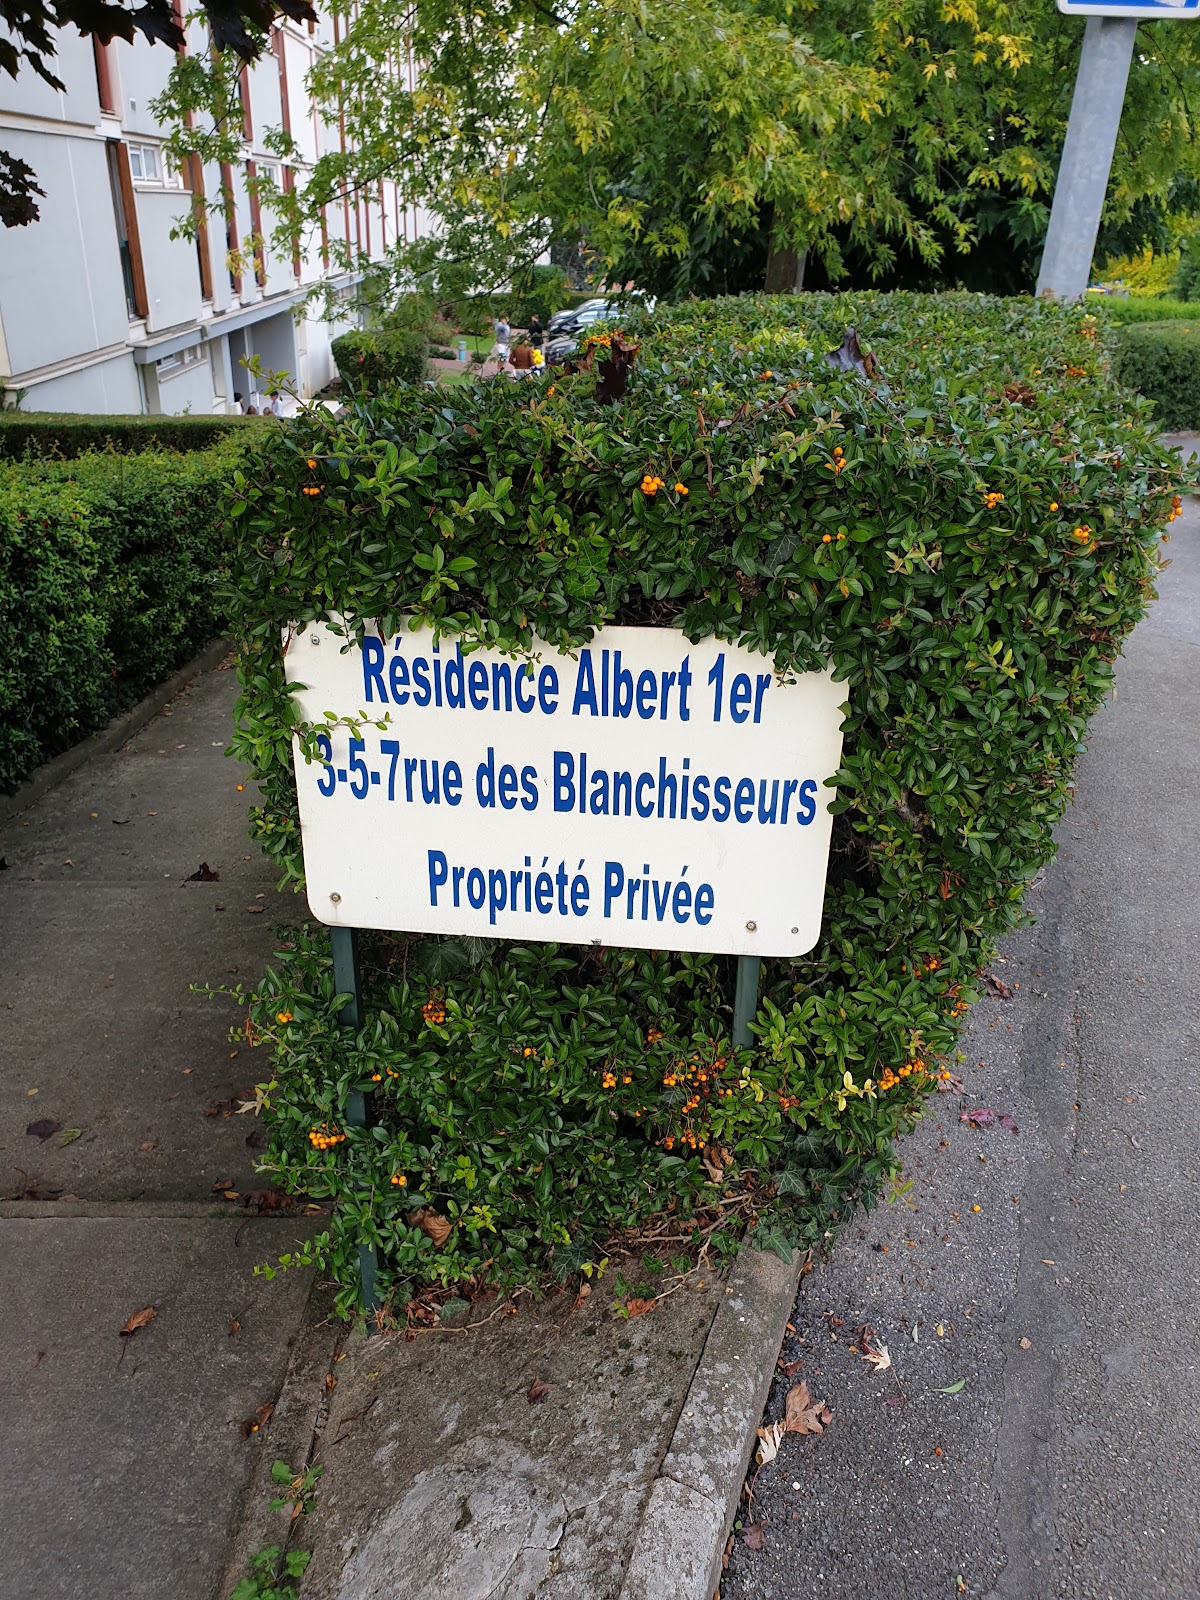 Résidence Albert 1er
3-5-7rue des Blanchisseurs
Propriété Privée